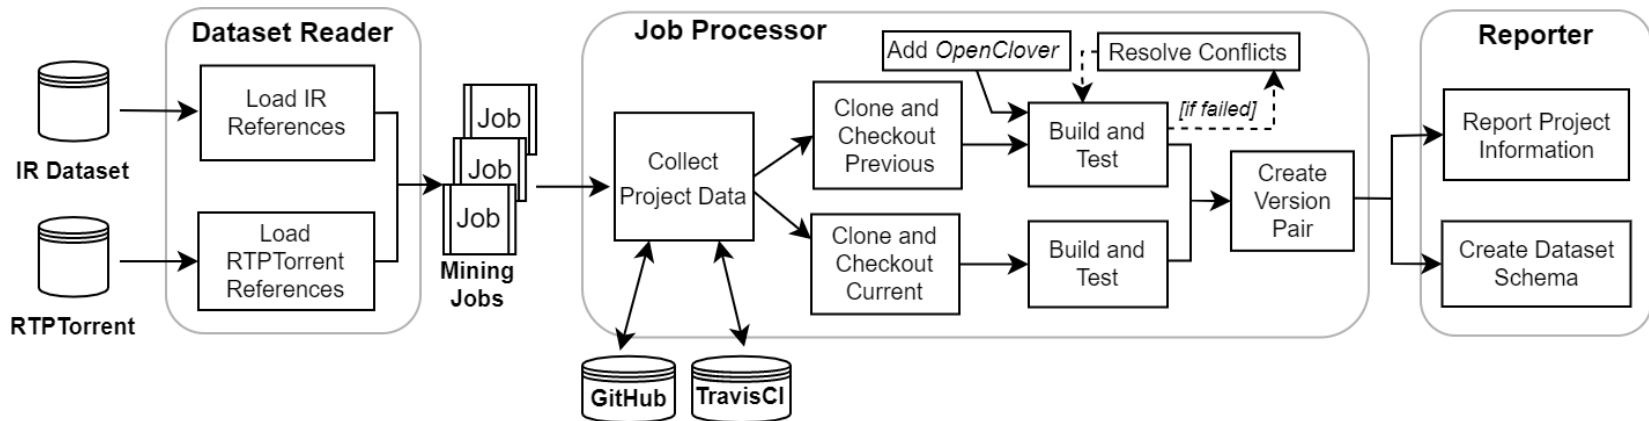 Dataset Reader
IR Dataset
RTPTorrent
Load IR
References
Load
RTPTorrent
References
Job
Job
Job
Mining
Jobs
Job Processor
Collect
Project Data
GitHub
TravisCI
Clone and
Checkout
Previous
Clone and
Checkout
Current
Add OpenClover
Resolve Conflicts
[if failed]
Build and
Test
Build and
Test
Create
Version
Pair
Reporter
Report Project
Information
Create Dataset
Schema